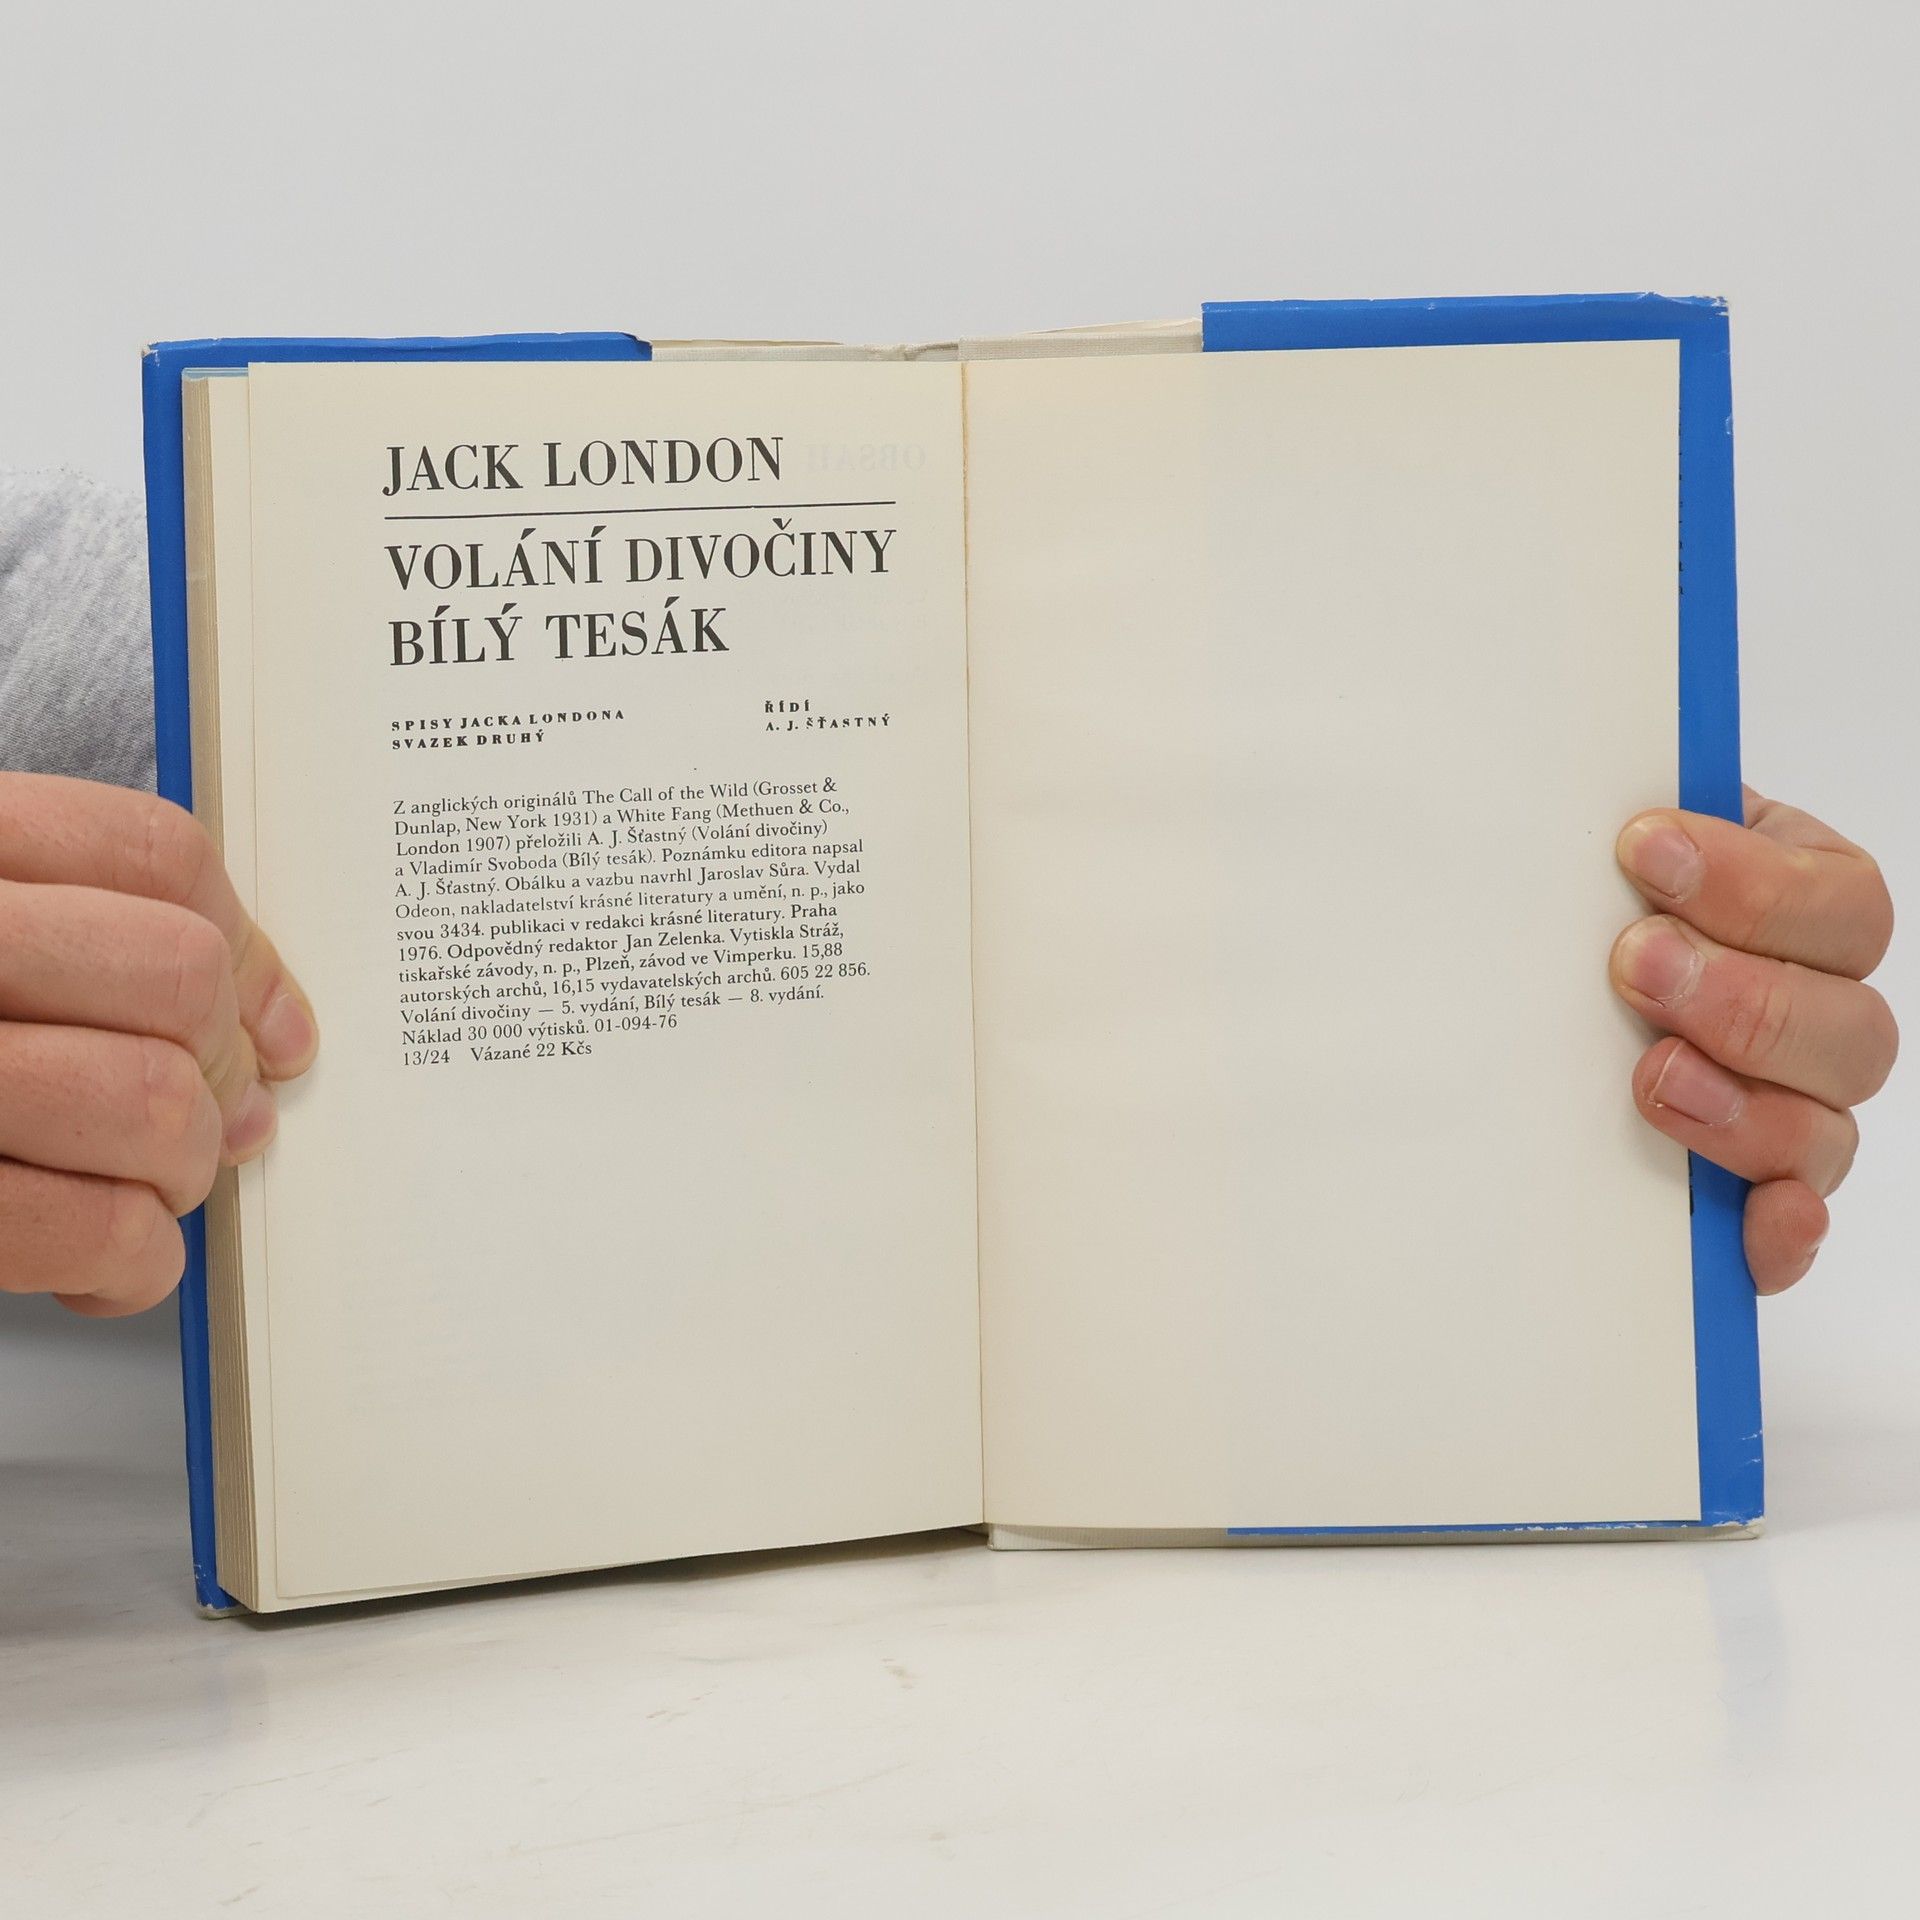 JACK LONDON
VOLÁNÍ DIVOČINY
BÍLÝ TESÁK
SPISY JACKA LONDONA
SVAZEK DRUHÝ
ŘÍDÍ
A. J. ŠŤASTNÝ
Z anglických originálů The Call of the Wild (Grosset &
Dunlap, New York 1931) a White Fang (Methuen & Co.,
London 1907) přeložili A. J. Šťastný (Volání divočiny)
a Vladimír Svoboda (Bílý tesák). Poznámku editora napsal
A. J. Šťastný. Obálku a vazbu navrhl Jaroslav Sůra. Vydal
Odeon, nakladatelství krásné literatury a umění, n. p., jako
svou 3434. publikaci v redakci krásné literatury. Praha
1976. Odpovědný redaktor Jan Zelenka. Vytiskla Stráž,
tiskařské závody, n. p., Plzeň, závod ve Vimperku. 15,88
autorských archů, 16,15 vydavatelských archů. 605 22 856.
Volání divočiny — 5. vydání, Bílý tesák — 8. vydání.
Náklad 30 000 výtisků. 01-094-76
13/24 Vázané 22 Kčs